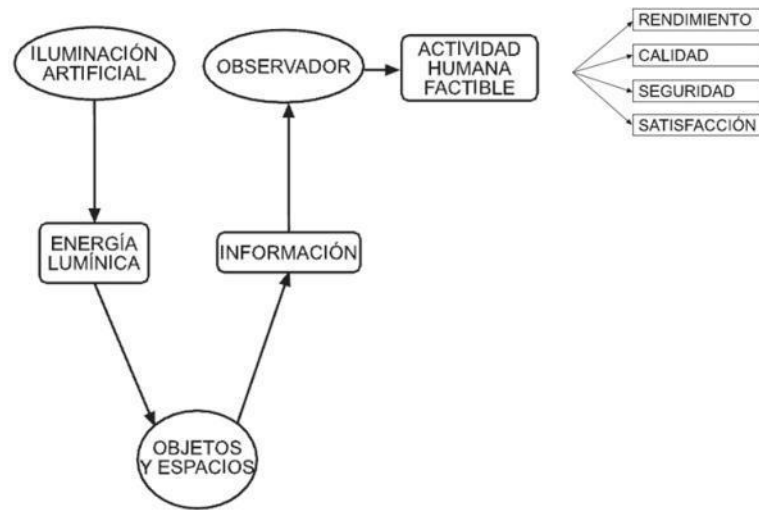 ILUMINACIÓN
ARTIFICIAL
OBSERVADOR
ACTIVIDAD
HUMANA
FACTIBLE
RENDIMIENTO
CALIDAD
SEGURIDAD
SATISFACCIÓN
ENERGÍA
LUMÍNICA
INFORMACIÓN
OBJETOS
Y ESPACIOS